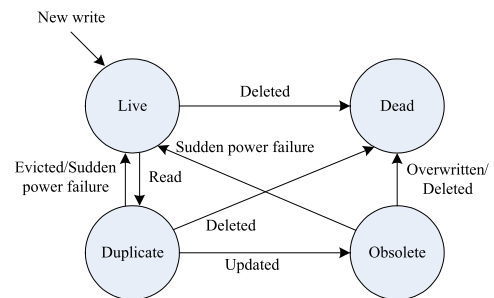 New write
Live
Deleted
Dead
Sudden power failure
Evicted/Sudden
power failure
Read
Overwritten/
Deleted
Deleted
Duplicate
Updated
Obsolete